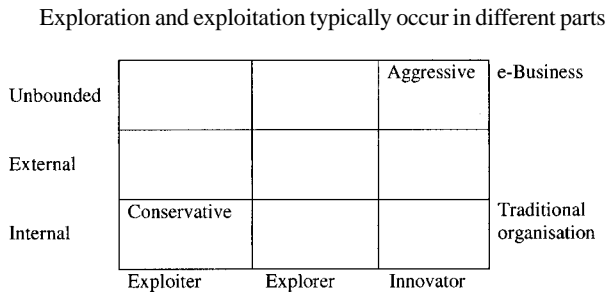 Exploration and exploitation typically occur in different parts
Aggressive
e-Business
Unbounded
External
Conservative
Traditional
organisation
Internal
Exploiter
Explorer
Innovator